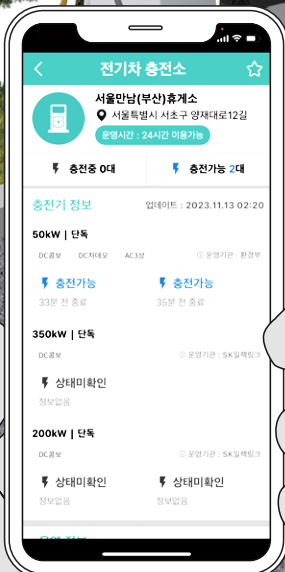 전기차 충전소
서울만남(부산)휴게소
서울특별시 서초구 양재대로12길
운영시간 : 24시간 이용가능
충전중 0대
충전가능 2대
충전기 정보
업데이트 : 2023.11.13 02:20
50kW | 단독
DC콤보 DC차데모 AC3상
운영기관 : 환경부
충전가능
충전가능
33분 전 종료
35분 전 종료
350kW | 단독
DC콤보
운영기관 : SK일렉링크
상태미확인
정보없음
200kW | 단독
DC콤보
운영기관 : SK일렉링크
상태미확인
상태미확인
정보없음
정보없음